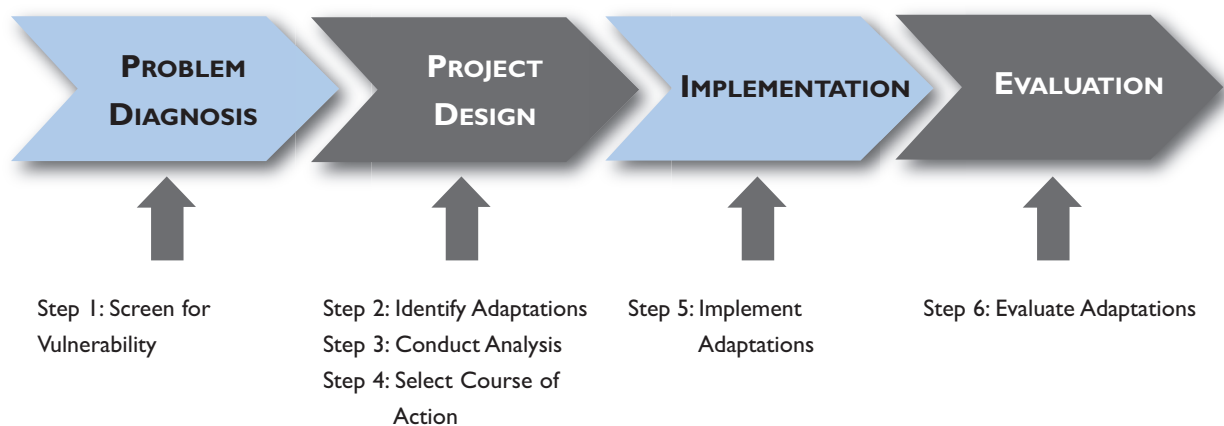 PROBLEM
DIAGNOSIS
PROJECT
DESIGN
IMPLEMENTATION
EVALUATION
Step 1: Screen for
Vulnerability
Step 2: Identify Adaptations
Step 3: Conduct Analysis
Step 4: Select Course of
Action
Step 5: Implement
Adaptations
Step 6: Evaluate Adaptations